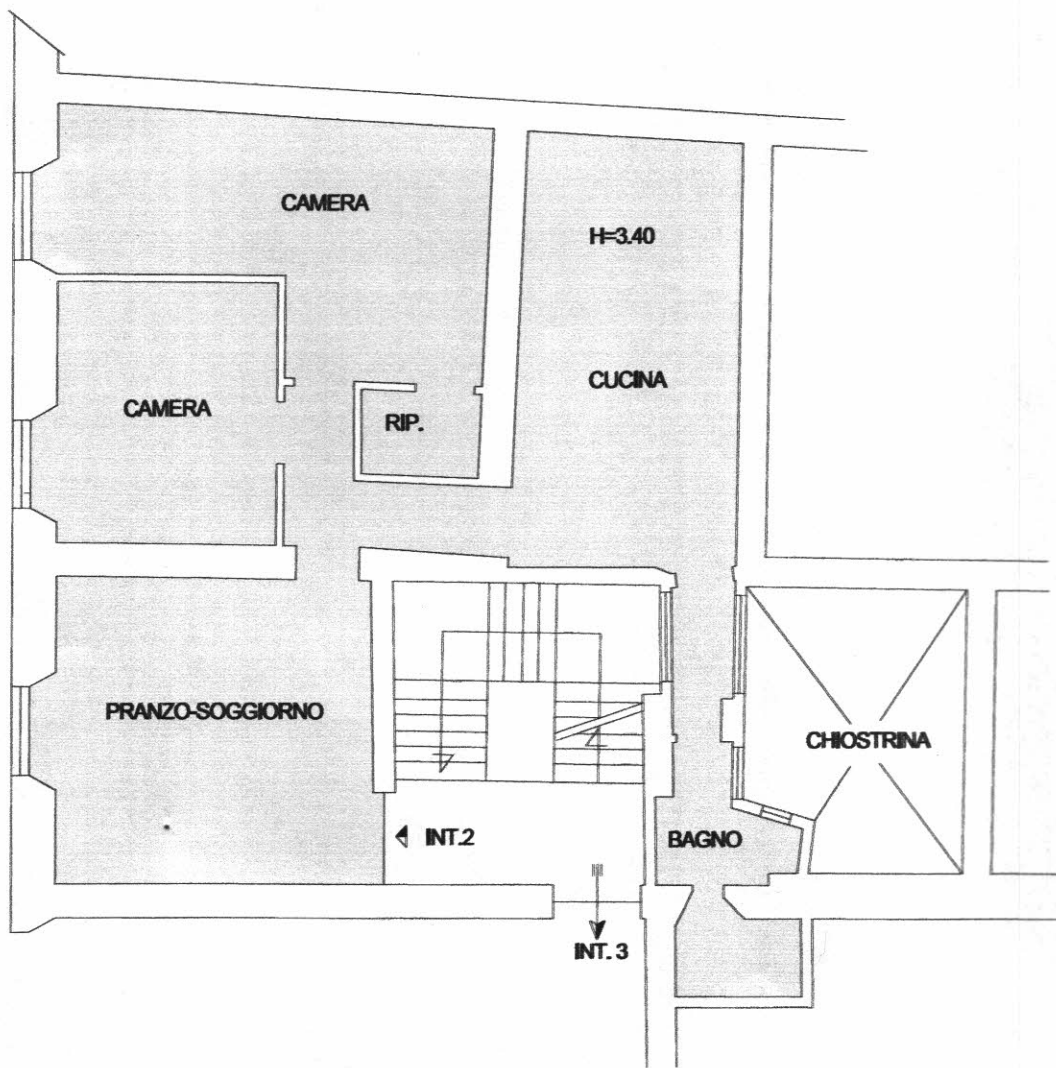 CAMERA
H=3.40
CUCINA
CAMERA
RIP.
PRANZO-SOGGIORNO
CHIOSTRINA
INT.2
BAGNO
INT. 3